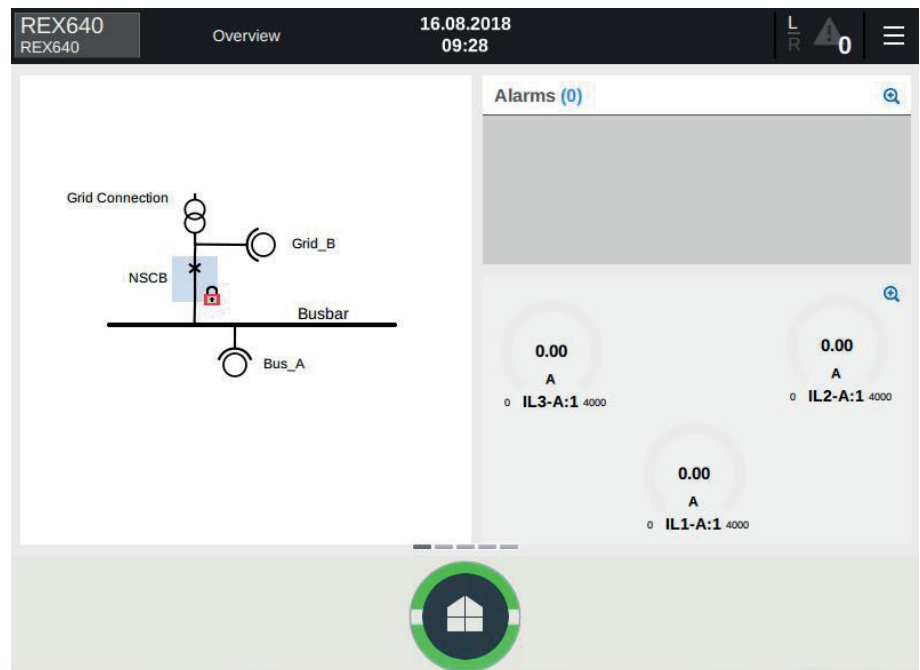 REX640
REX640
Overview
16.08.2018
09:28
L
R
0
Alarms (0)
Grid Connection
Grid_B
NSCB
Busbar
Bus_A
0.00
A
0 IL3-A:1 4000
0.00
A
0 IL2-A:1 4000
0.00
A
0 IL1-A:1 4000